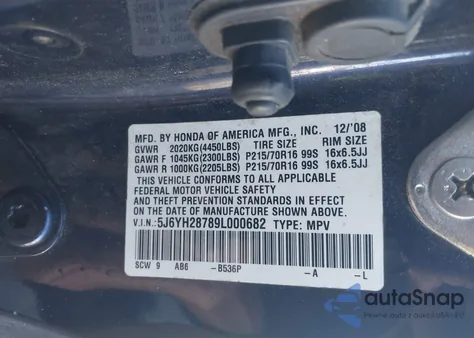 MFD. BY HONDA OF AMERICA MFG., INC. 12/'08
GVWR 2020KG(4450LBS) TIRE SIZE RIM SIZE
GAWR F 1045KG(2300LBS) P215/70R16 99S 16x6.5JJ
GAWR R 1000KG(2205LBS) P215/70R16 99S 16x6.5JJ
THIS VEHICLE CONFORMS TO ALL APPLICABLE
FEDERAL MOTOR VEHICLE SAFETY
AND THEFT PREVENTION STANDARDS IN EFFECT ON
THE DATE OF MANUFACTURE SHOWN ABOVE.
V.I.N.: 5J6YH28789L000682 TYPE: MPV
SCW 9 AB6 -B536P -A -L
autoSnap